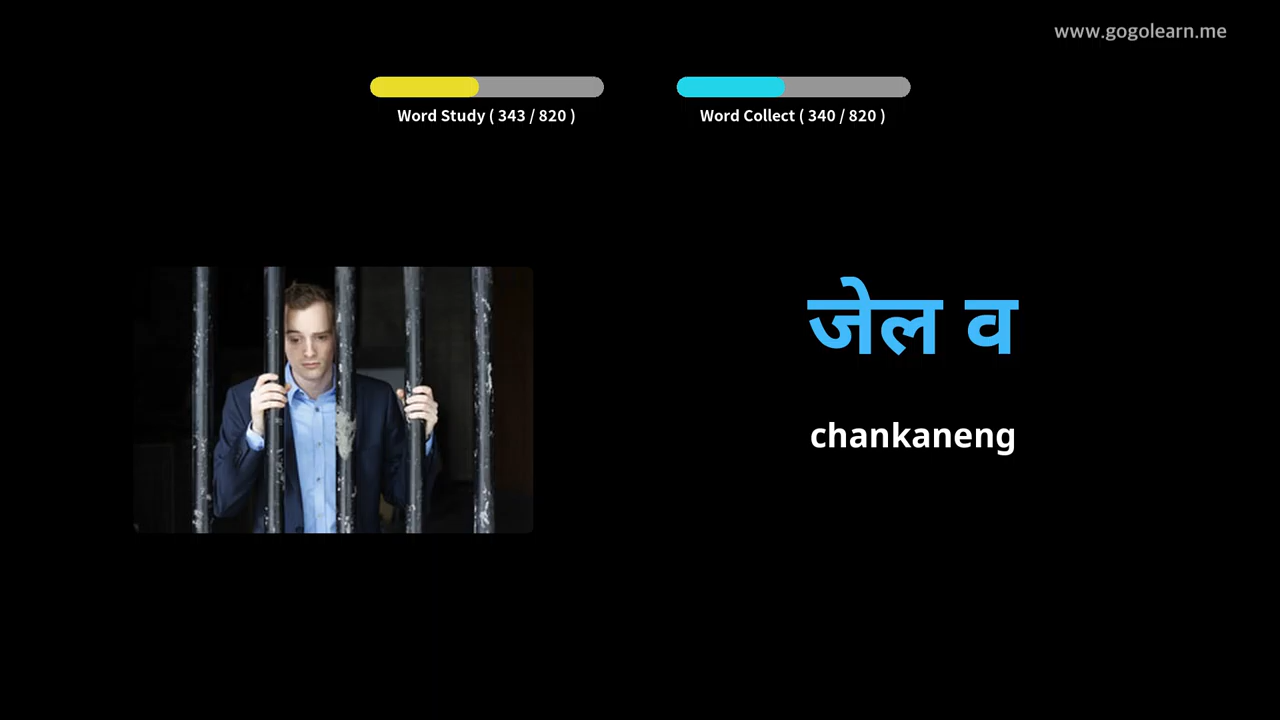 www.gogolearn.me
Word Study ( 343 / 820 )
Word Collect ( 340 / 820 )
जेल व
chankaneng